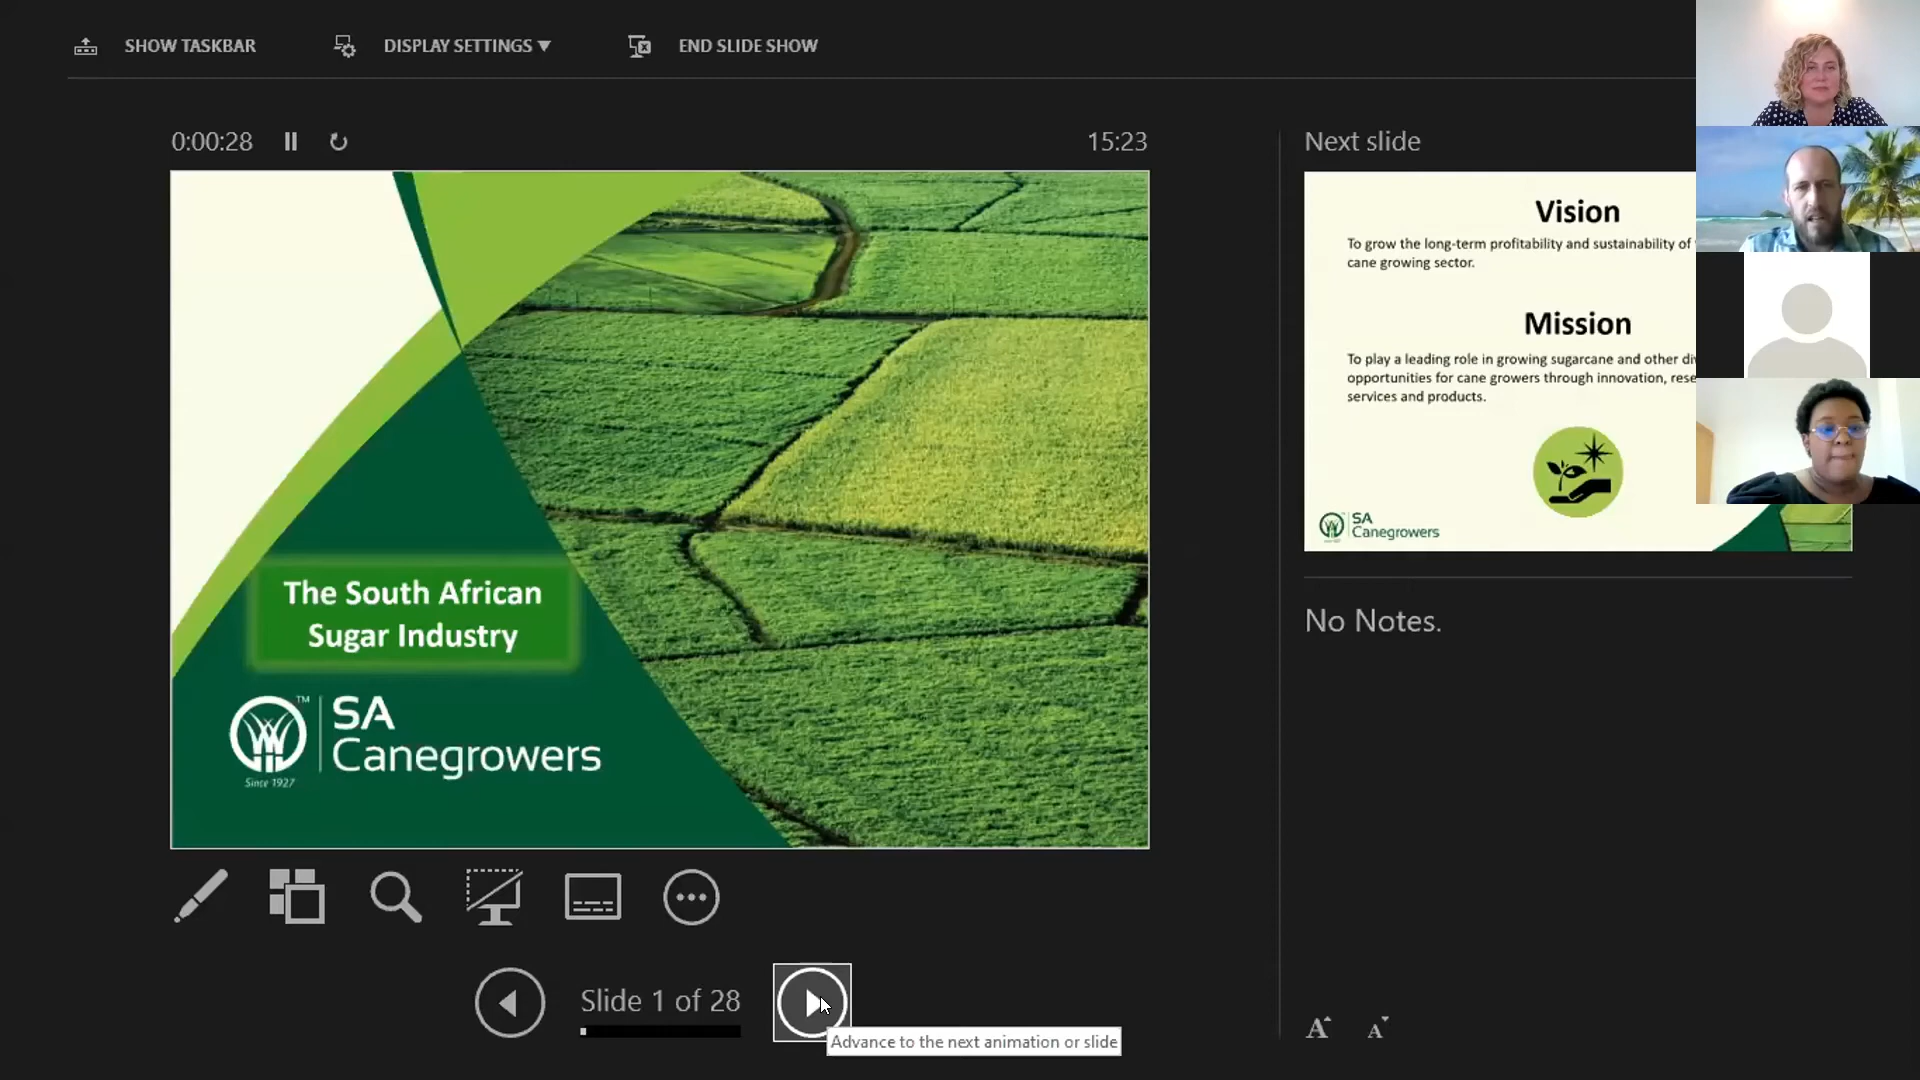 SHOW TASKBAR
DISPLAY SETTINGS ▼
END SLIDE SHOW
0:00:28
15:23
Next slide
The South African
Sugar Industry
TM
SA
Canegrowers
Since 1927
Vision
To grow the long-term profitability and sustainability of
cane growing sector.
Mission
To play a leading role in growing sugarcane and other
opportunities for cane growers through innovation,
services and products.
SA
Canegrowers
No Notes.
Slide 1 of 28
Advance to the next animation or slide
A
A